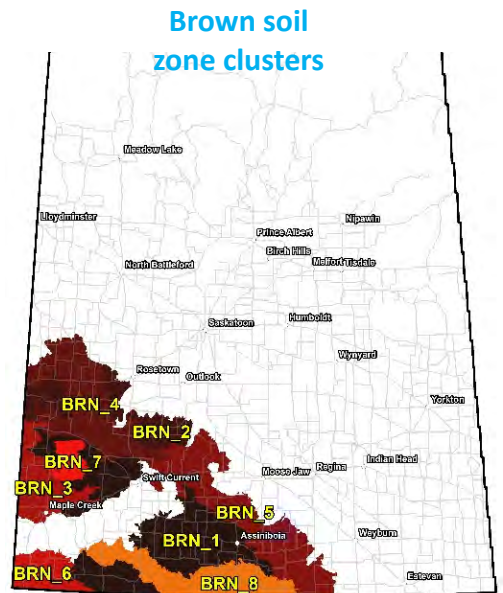 Brown soil
zone clusters
Meadow Lake
Lloydminster
Nipawin
Prince Albert
Birch Hills
North Battleford
Melfort Tisdale
Saskatoon
Humboldt
Wynyard
Rosetown
Outlook
Yorkton
BRN_4
BRN_2
BRN_7
Moose Jaw
Regina
Indian Head
Swift Current
BRN_3
Maple Creek
BRN_5
BRN_1
Assiniboia
Weyburn
BRN_6
BRN_8
Estevan